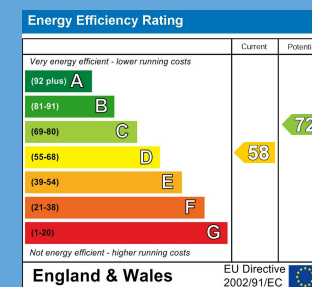 Energy Efficiency Rating
Current
Very energy efficient - lower running costs
(92 plus) A
(81-91) B
(69-80) C
72
(55-68) D
58
(39-54) E
(21-38) F
(1-20) G
Not energy efficient - higher running costs
England & Wales
EU Directive
2002/91/EC